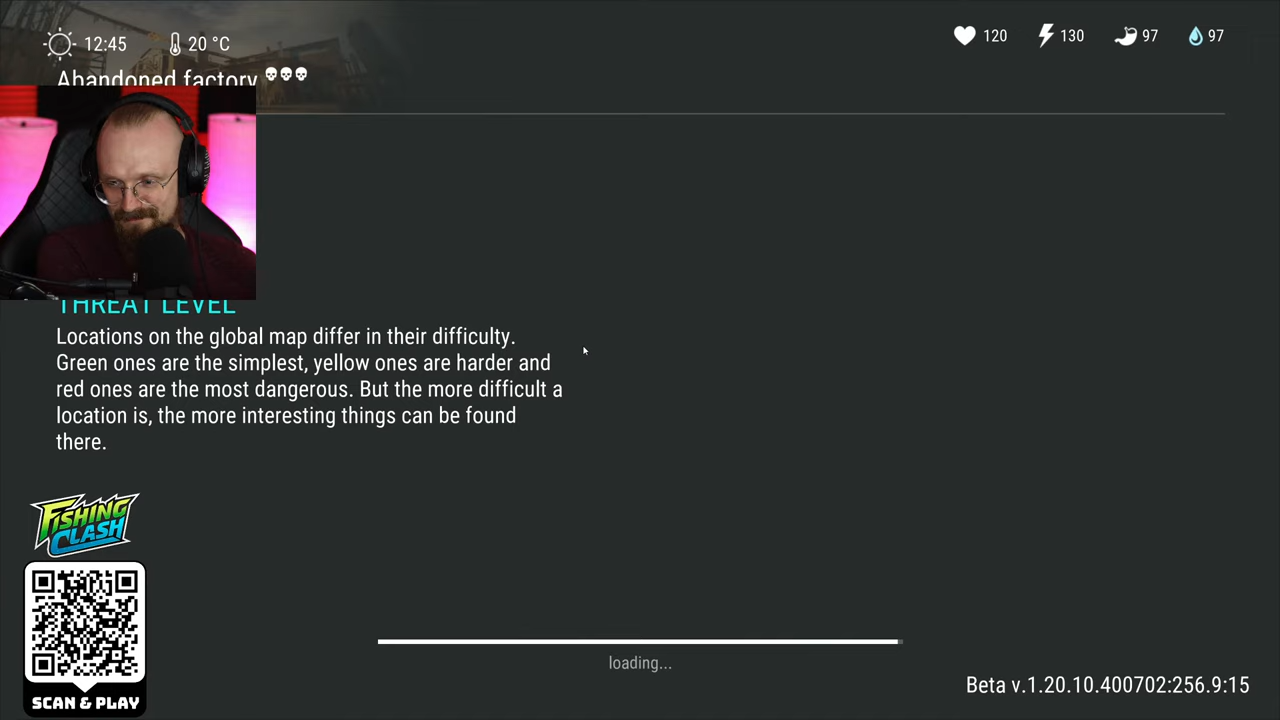 12:45 20 °C 120 130 97 97
Abandoned factory
THREAT LEVEL
Locations on the global map differ in their difficulty.
Green ones are the simplest, yellow ones are harder and
red ones are the most dangerous. But the more difficult a
location is, the more interesting things can be found
there.
FISHING
CLASH
SCAN & PLAY
loading...
Beta v.1.20.10.400702:256.9:15